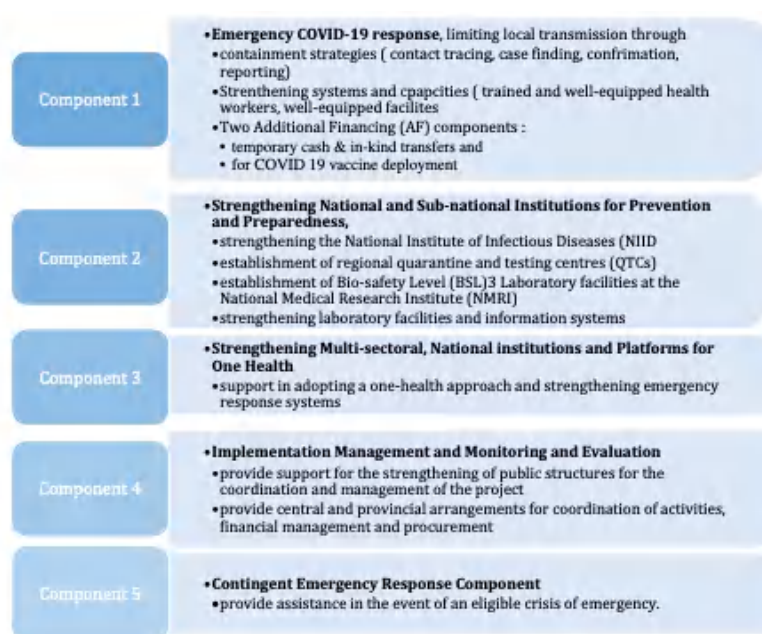 Component 1
•Emergency COVID-19 response, limiting local transmission through
•containment strategies ( contact tracing, case finding, confrimation,
reporting)
•Strenthening systems and cpapcities ( trained and well-equipped health
workers, well-equipped facilites
•Two Additional Financing (AF) components :
• temporary cash & in-kind transfers and
• for COVID 19 vaccine deployment
Component 2
•Strengthening National and Sub-national Institutions for Prevention
and Preparedness,
•strengthening the National Institute of Infectious Diseases (NIID
•establishment of regional quarantine and testing centres (QTCs)
•establishment of Bio-safety Level (BSL)3 Laboratory facilities at the
National Medical Research Institute (NMRI)
•strengthening laboratory facilities and information systems
Component 3
•Strengthening Multi-sectoral, National institutions and Platforms for
One Health
•support in adopting a one-health approach and strengthening emergency
response systems
Component 4
•Implementation Management and Monitoring and Evaluation
•provide support for the strengthening of public structures for the
coordination and management of the project
•provide central and provincial arrangements for coordination of activities,
financial management and procurement
Component 5
•Contingent Emergency Response Component
•provide assistance in the event of an eligible crisis of emergency.